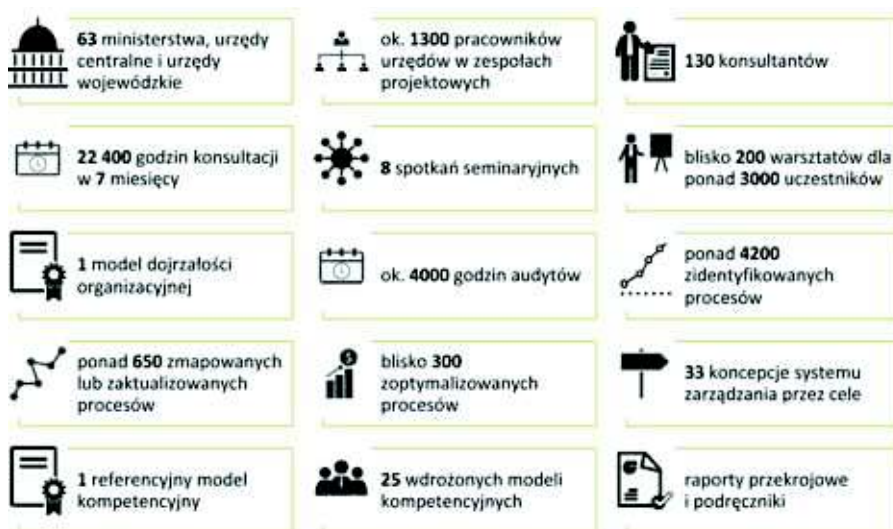 63 ministerstwa, urzędy
centralne i urzędy
wojewódzkie
ok. 1300 pracowników
urzędów w zespołach
projektowych
130 konsultantów
22 400 godzin konsultacji
w 7 miesięcy
8 spotkań seminaryjnych
blisko 200 warsztatów dla
ponad 3000 uczestników
1 model dojrzałości
organizacyjnej
ok. 4000 godzin audytów
ponad 4200
zidentyfikowanych
procesów
ponad 650 zmapowanych
lub zaktualizowanych
procesów
blisko 300
zoptymalizowanych
procesów
33 koncepcje systemu
zarządzania przez cele
1 referencyjny model
kompetencyjny
25 wdrożonych modeli
kompetencyjnych
raporty przekrojowe
i podręczniki